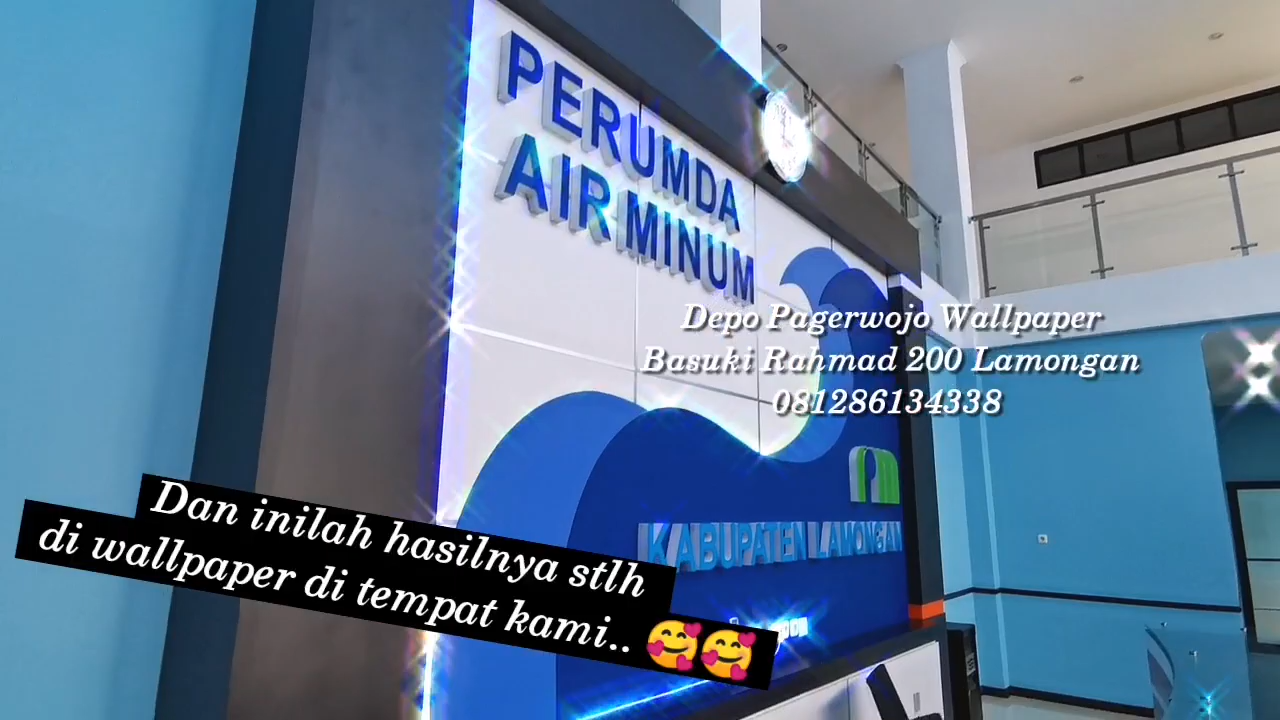 PERUMDA
AIR MINUM
Depo Pagerwojo Wallpaper
Basuki Rahmad 200 Lamongan
081286134338
KABUPATEN LAMONGAN
Dan inilah hasilnya stlh
di wallpaper di tempat kami.. 🥰🥰